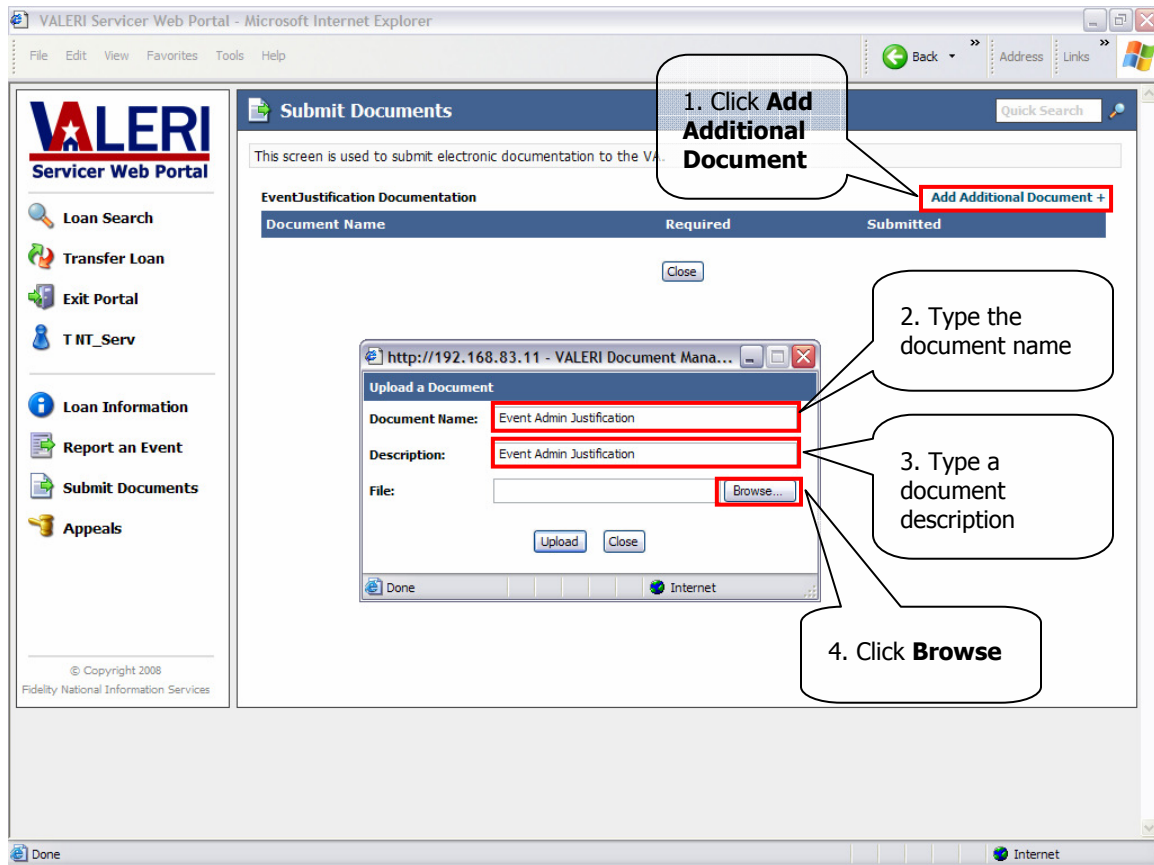 VALERI Servicer Web Portal - Microsoft Internet Explorer
File Edit View Favorites Tools Help
Back » Address Links »
VALERI
Servicer Web Portal
Loan Search
Transfer Loan
Exit Portal
T NT_Serv
Loan Information
Report an Event
Submit Documents
Appeals
© Copyright 2008
Fidelity National Information Services
Submit Documents
Quick Search
This screen is used to submit electronic documentation to the VA.
1. Click Add
Additional
Document
EventJustification Documentation
Add Additional Document +
Document Name Required Submitted
Close
2. Type the
document name
http://192.168.83.11 - VALERI Document Mana...
Upload a Document
Document Name: Event Admin Justification
Description: Event Admin Justification
File: Browse...
Upload Close
Done Internet
3. Type a
document
description
4. Click Browse
Done Internet